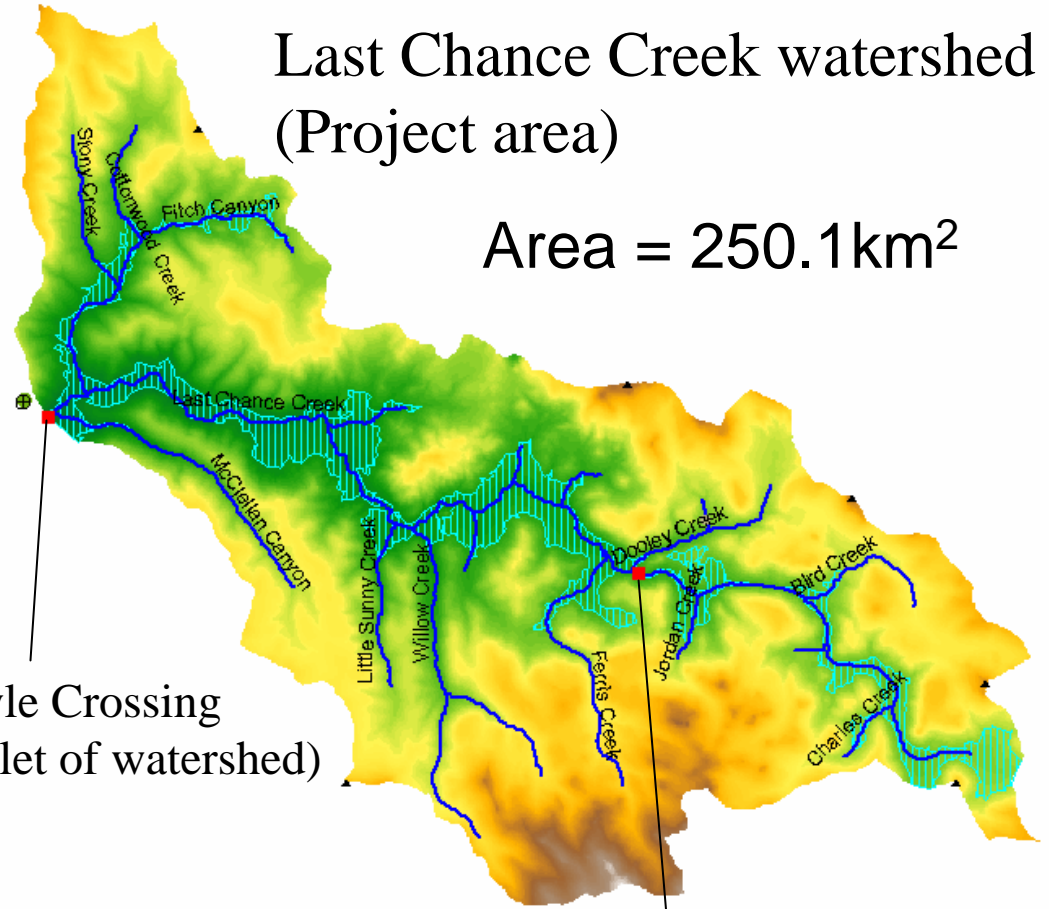 Last Chance Creek watershed
(Project area)
Area = 250.1km²
Stony Creek
Cottonwood Creek
Fitch Canyon
Last Chance Creek
McClellan Canyon
Little Sunny Creek
Willow Creek
Dooley Creek
Jordan Creek
Bird Creek
Ferris Creek
Charles Creek
yle Crossing
let of watershed)